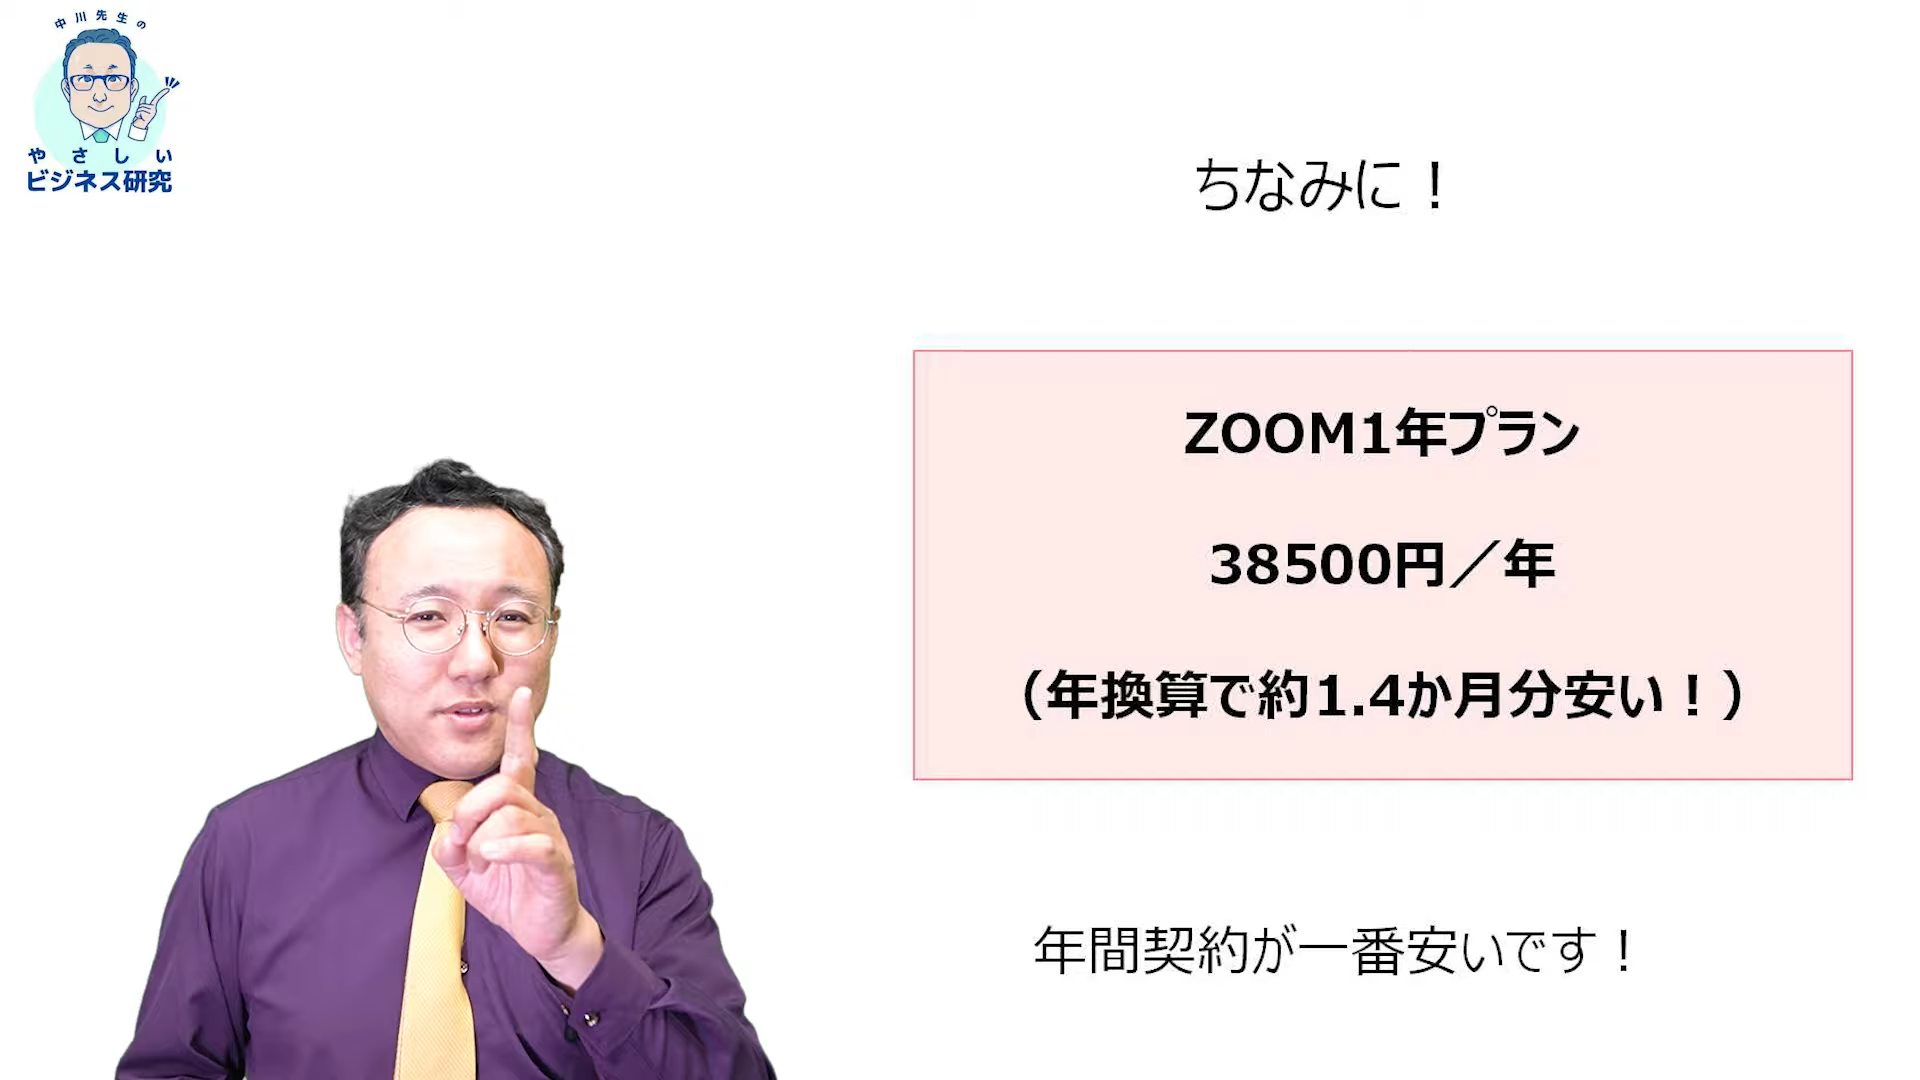 中川先生の
やさしい
ビジネス研究
ちなみに！
ZOOM1年プラン
38500円／年
（年換算で約1.4か月分安い！）
年間契約が一番安いです！